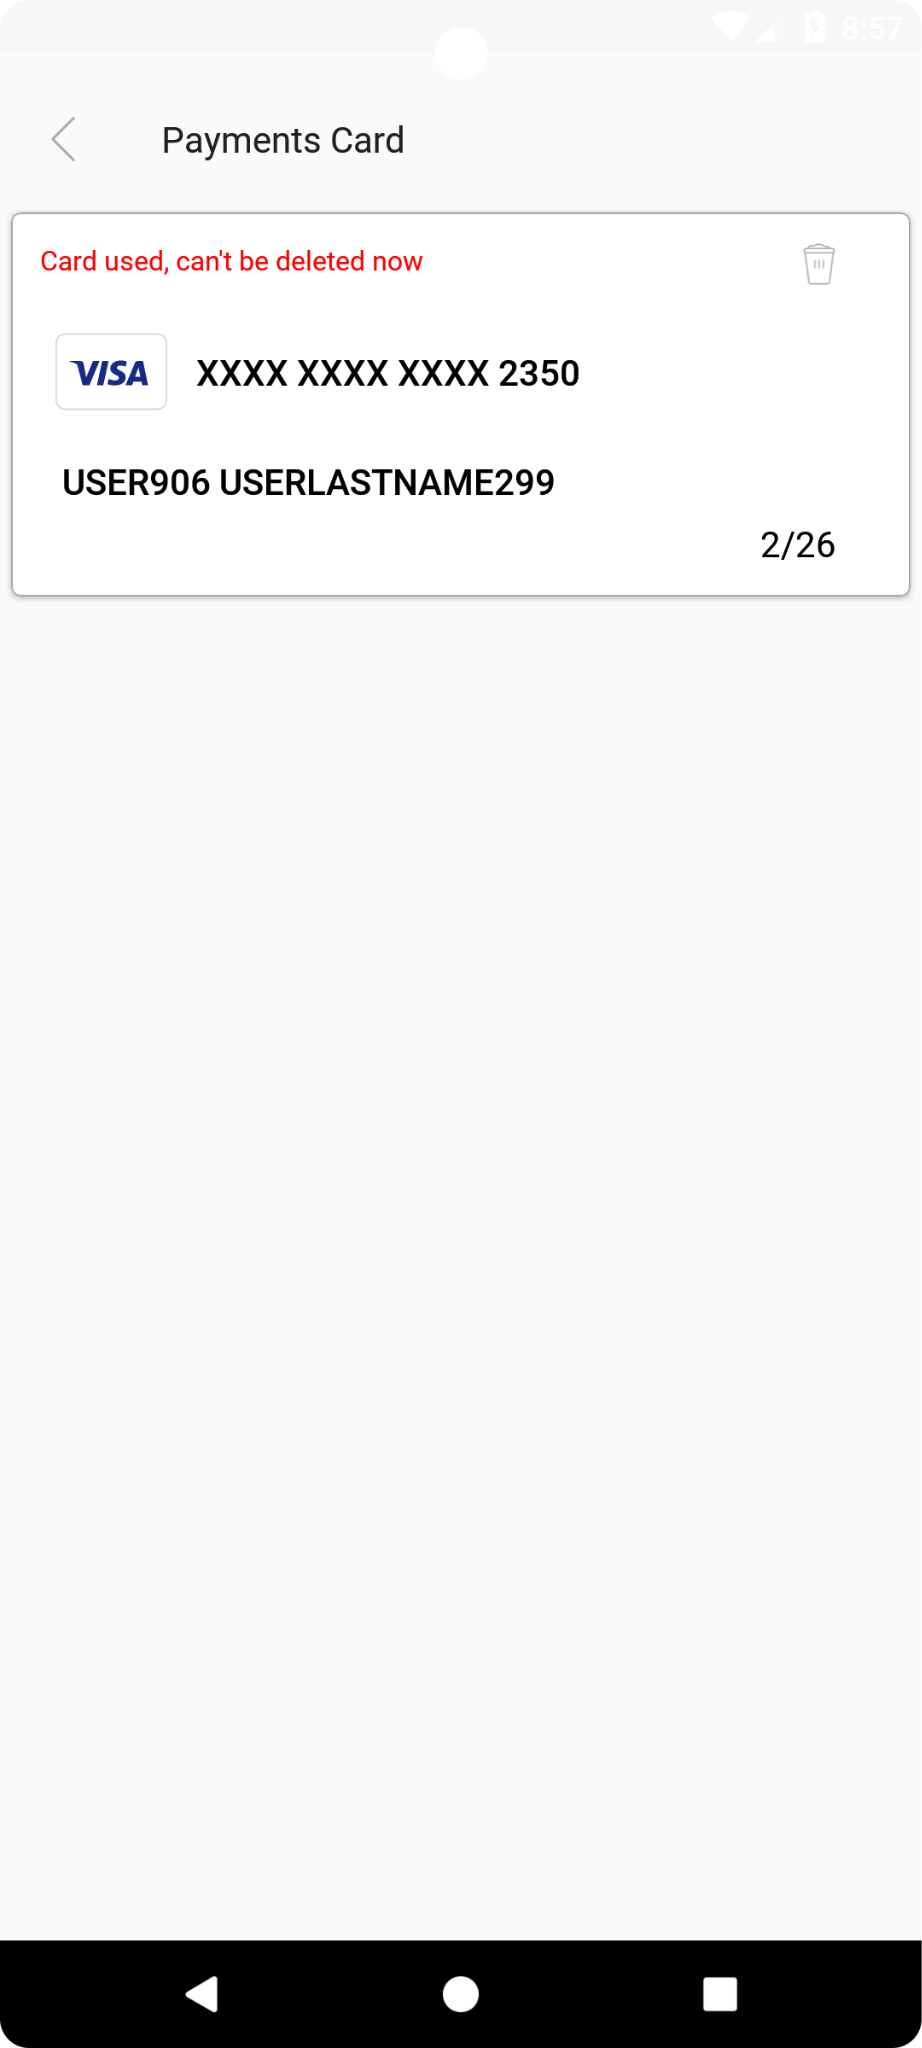 8:57
Payments Card
Card used, can't be deleted now
VISA XXXX XXXX XXXX 2350
USER906 USERLASTNAME299
2/26